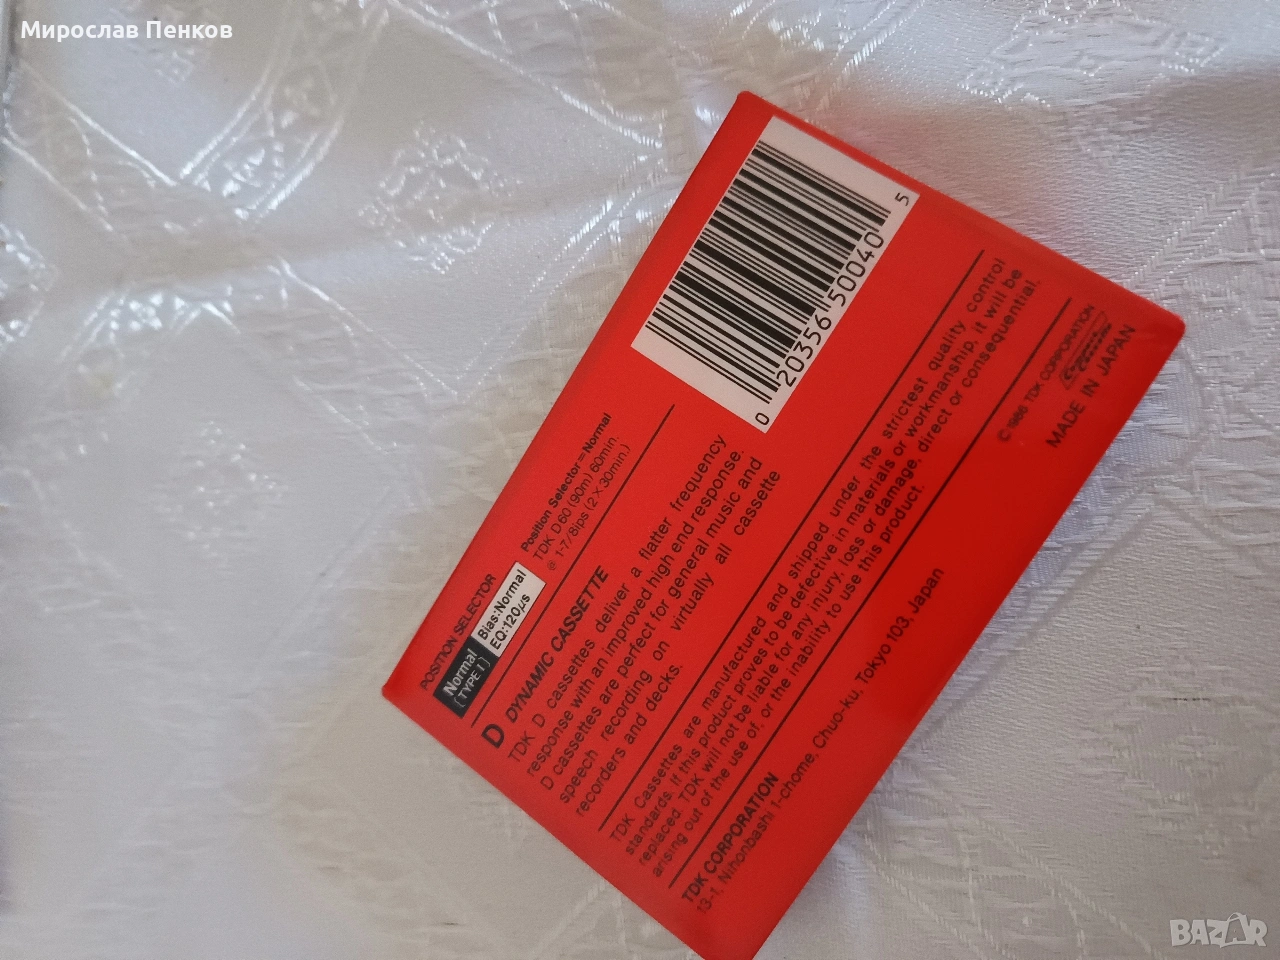 Мирослав Пенков
POSITION SELECTOR
Normal
[TYPE I]
Bias:Normal
EQ:120μs
Position Selector=Normal
TDK D60 (90m) 60min.
@ 1-7/8ips (2×30min.)
0 20356 50040 5
D DYNAMIC CASSETTE
TDK D cassettes deliver a flatter frequency
response with an improved high end response.
D cassettes are perfect for general music and
speech recording on virtually all cassette
recorders and decks.
TDK Cassettes are manufactured and shipped under the strictest quality control
standards. If this product proves to be defective in materials or workmanship, it will be
replaced. TDK will not be liable for any injury, loss or damage, direct or consequential,
arising out of the use of, or the inability to use this product.
TDK CORPORATION
13-1, Nihonbashi 1-chome, Chuo-ku, Tokyo 103, Japan
© 1986 TDK CORPORATION
MADE IN JAPAN
BAZAR